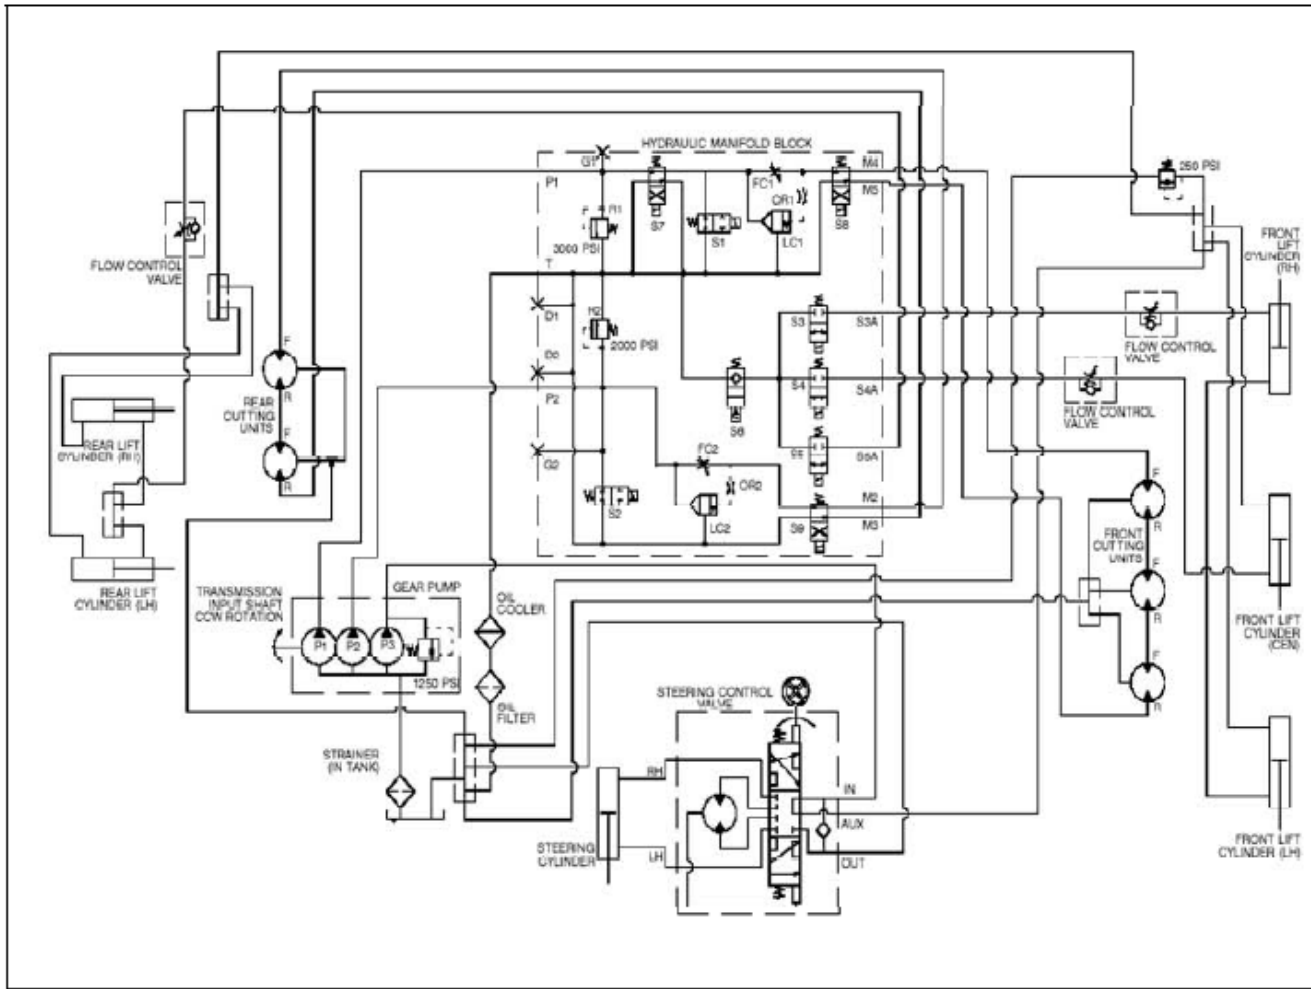 HYDRAULIC MANIFOLD BLOCK
G1
P1
M4
M5
FC1
OR1
R1
S7
S1
LC1
S8
3000 PSI
T
250 PSI
FRONT
LIFT
CYLINDER
(RH)
FLOW CONTROL
VALVE
D1
R2
2000 PSI
S3
S3A
FLOW CONTROL
VALVE
P2
S6
S4
S4A
FLOW CONTROL
VALVE
F
R
REAR
CUTTING
UNITS
F
R
REAR LIFT
CYLINDER (RH)
G2
S5
S5A
FC2
OR2
S2
LC2
S9
M2
M3
F
R
FRONT
CUTTING
UNITS
F
R
F
R
REAR LIFT
CYLINDER (LH)
TRANSMISSION
INPUT SHAFT
CCW ROTATION
GEAR PUMP
P1
P2
P3
1250 PSI
OIL
COOLER
OIL
FILTER
FRONT LIFT
CYLINDER
(CEN)
STEERING CONTROL
VALVE
STRAINER
(IN TANK)
RH
IN
AUX
OUT
LH
STEERING
CYLINDER
FRONT LIFT
CYLINDER (LH)